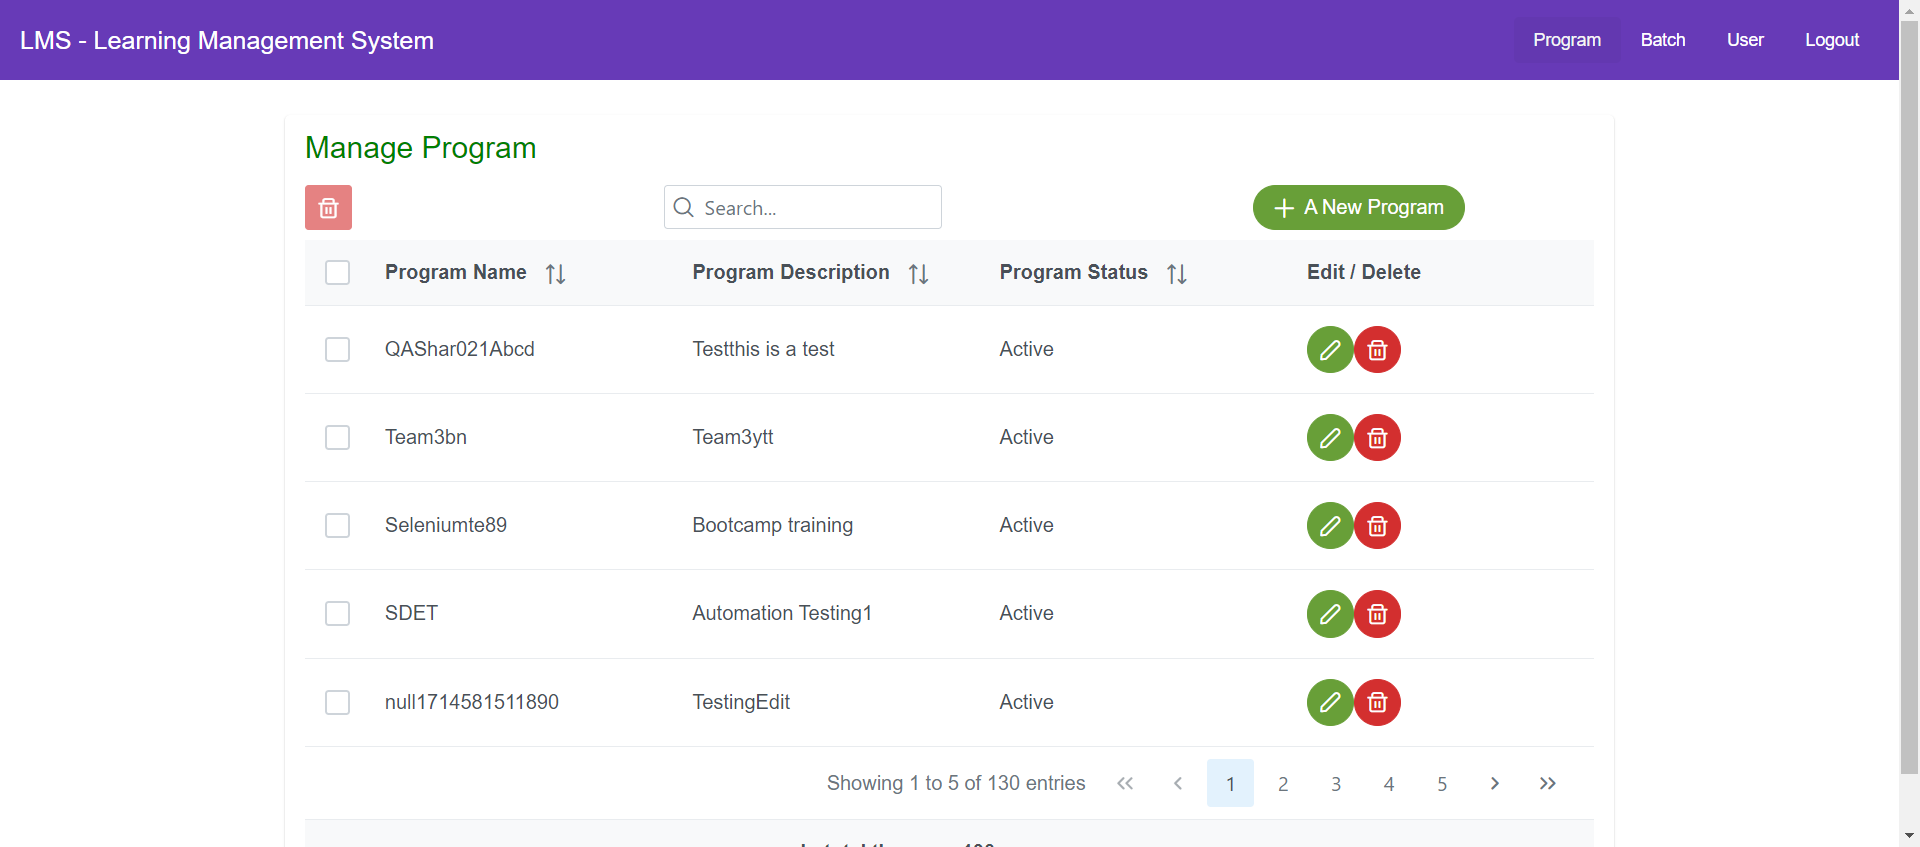 LMS - Learning Management System
Program Batch User Logout
Manage Program
Search...
A New Program
Program Name Program Description Program Status Edit / Delete
QAShar021Abcd Testthis is a test Active
Team3bn Team3ytt Active
Seleniumte89 Bootcamp training Active
SDET Automation Testing1 Active
null1714581511890 TestingEdit Active
Showing 1 to 5 of 130 entries << < 1 2 3 4 5 > >>